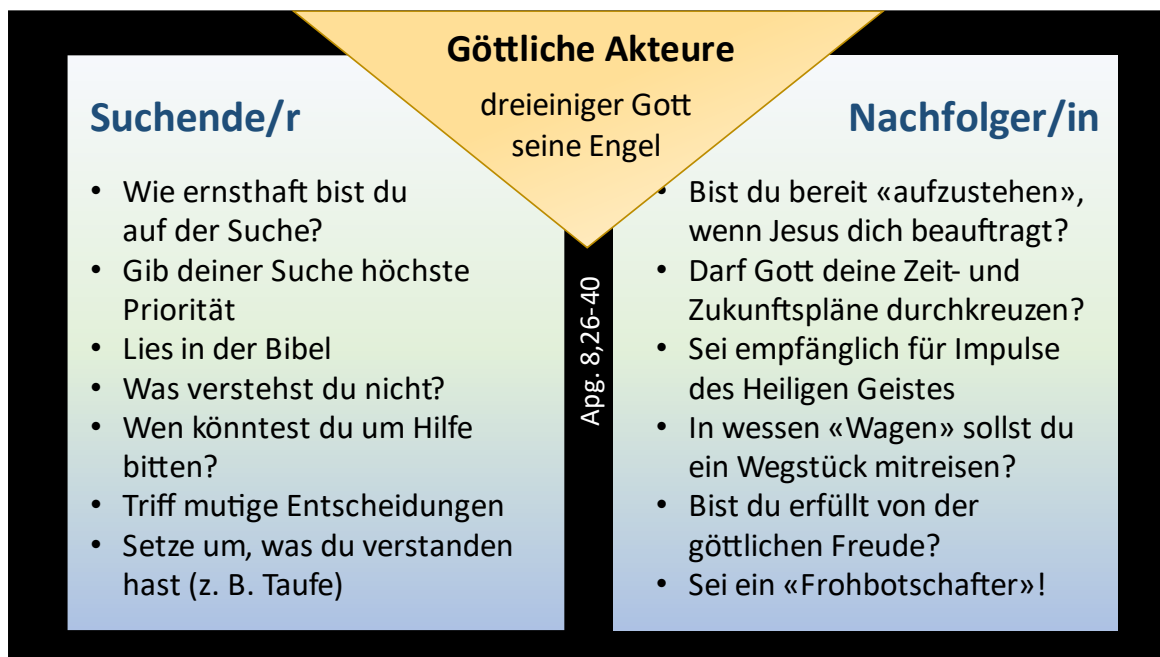 Göttliche Akteure
dreieiniger Gott
seine Engel
Suchende/r
• Wie ernsthaft bist du
auf der Suche?
• Gib deiner Suche höchste
Priorität
• Lies in der Bibel
• Was verstehst du nicht?
• Wen könntest du um Hilfe
bitten?
• Triff mutige Entscheidungen
• Setze um, was du verstanden
hast (z. B. Taufe)
Apg. 8,26-40
Nachfolger/in
• Bist du bereit «aufzustehen»,
wenn Jesus dich beauftragt?
• Darf Gott deine Zeit- und
Zukunftspläne durchkreuzen?
• Sei empfänglich für Impulse
des Heiligen Geistes
• In wessen «Wagen» sollst du
ein Wegstück mitreisen?
• Bist du erfüllt von der
göttlichen Freude?
• Sei ein «Frohbotschafter»!